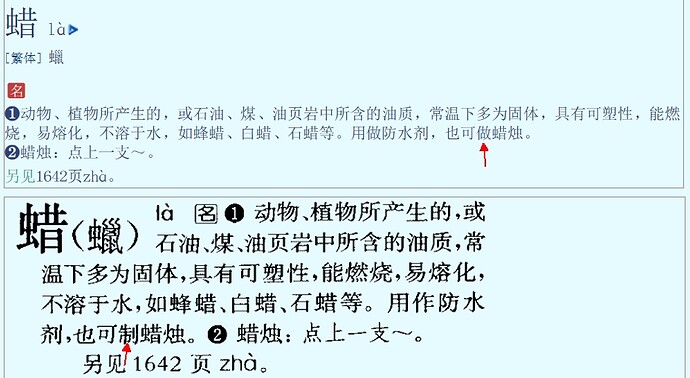 蜡 là
[繁体] 蠟
名
❶动物、植物所产生的，或石油、煤、油页岩中所含的油质，常温下多为固体，具有可塑性，能燃
烧，易熔化，不溶于水，如蜂蜡、白蜡、石蜡等。用做防水剂，也可做蜡烛。
❷蜡烛：点上一支～。
另见1642页zhà。
蜡（蠟） là 名 ❶ 动物、植物所产生的，或
石油、煤、油页岩中所含的油质，常
温下多为固体，具有可塑性，能燃烧，易熔化，
不溶于水，如蜂蜡、白蜡、石蜡等。用作防水
剂，也可制蜡烛。❷ 蜡烛：点上一支～。
另见 1642 页 zhà。